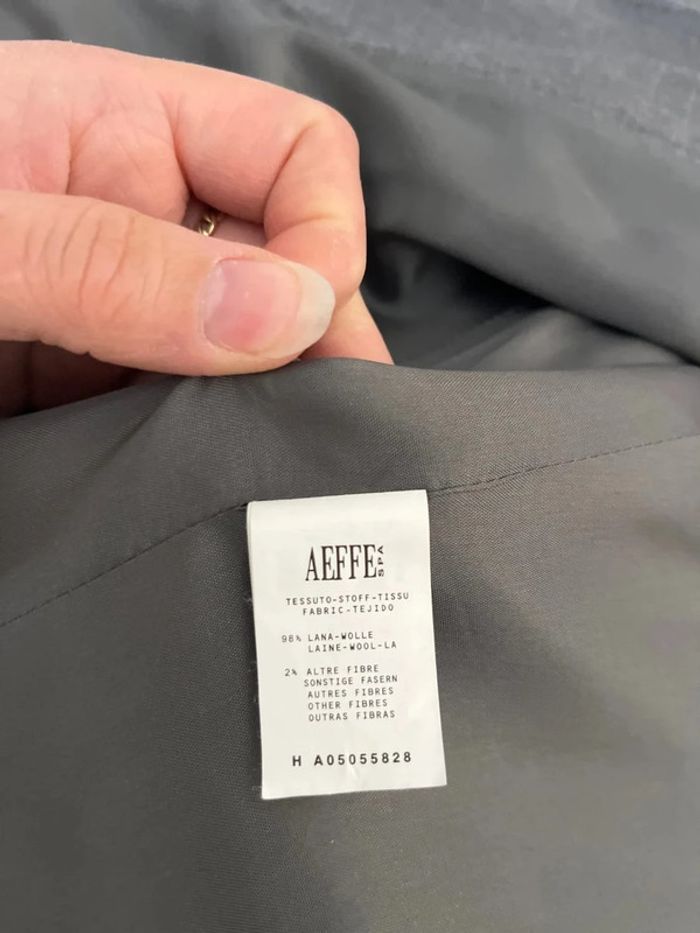 AEFFE SPA
TESSUTO-STOFF-TISSU
FABRIC-TEJIDO
98% LANA-WOLLE
LAINE-WOOL-LA
2% ALTRE FIBRE
SONSTIGE FASERN
AUTRES FIBRES
OTHER FIBRES
OUTRAS FIBRAS
H A05055828